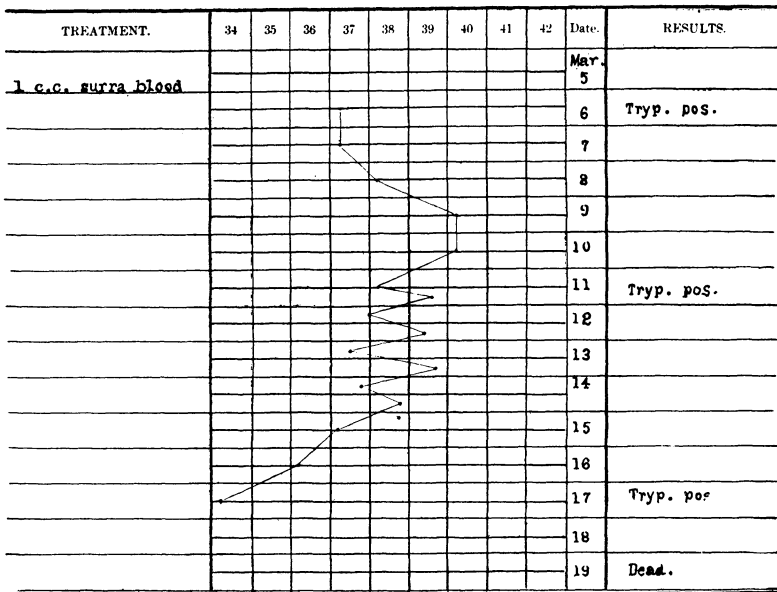 TREATMENT. 34 35 36 37 38 39 40 41 42 Date. RESULTS.
Mar.
1 c.c. surra blood 5
6 Tryp. pos.
7
8
9
10
11 Tryp. pos.
12
13
14
15
16
17 Tryp. pos
18
19 Dead.